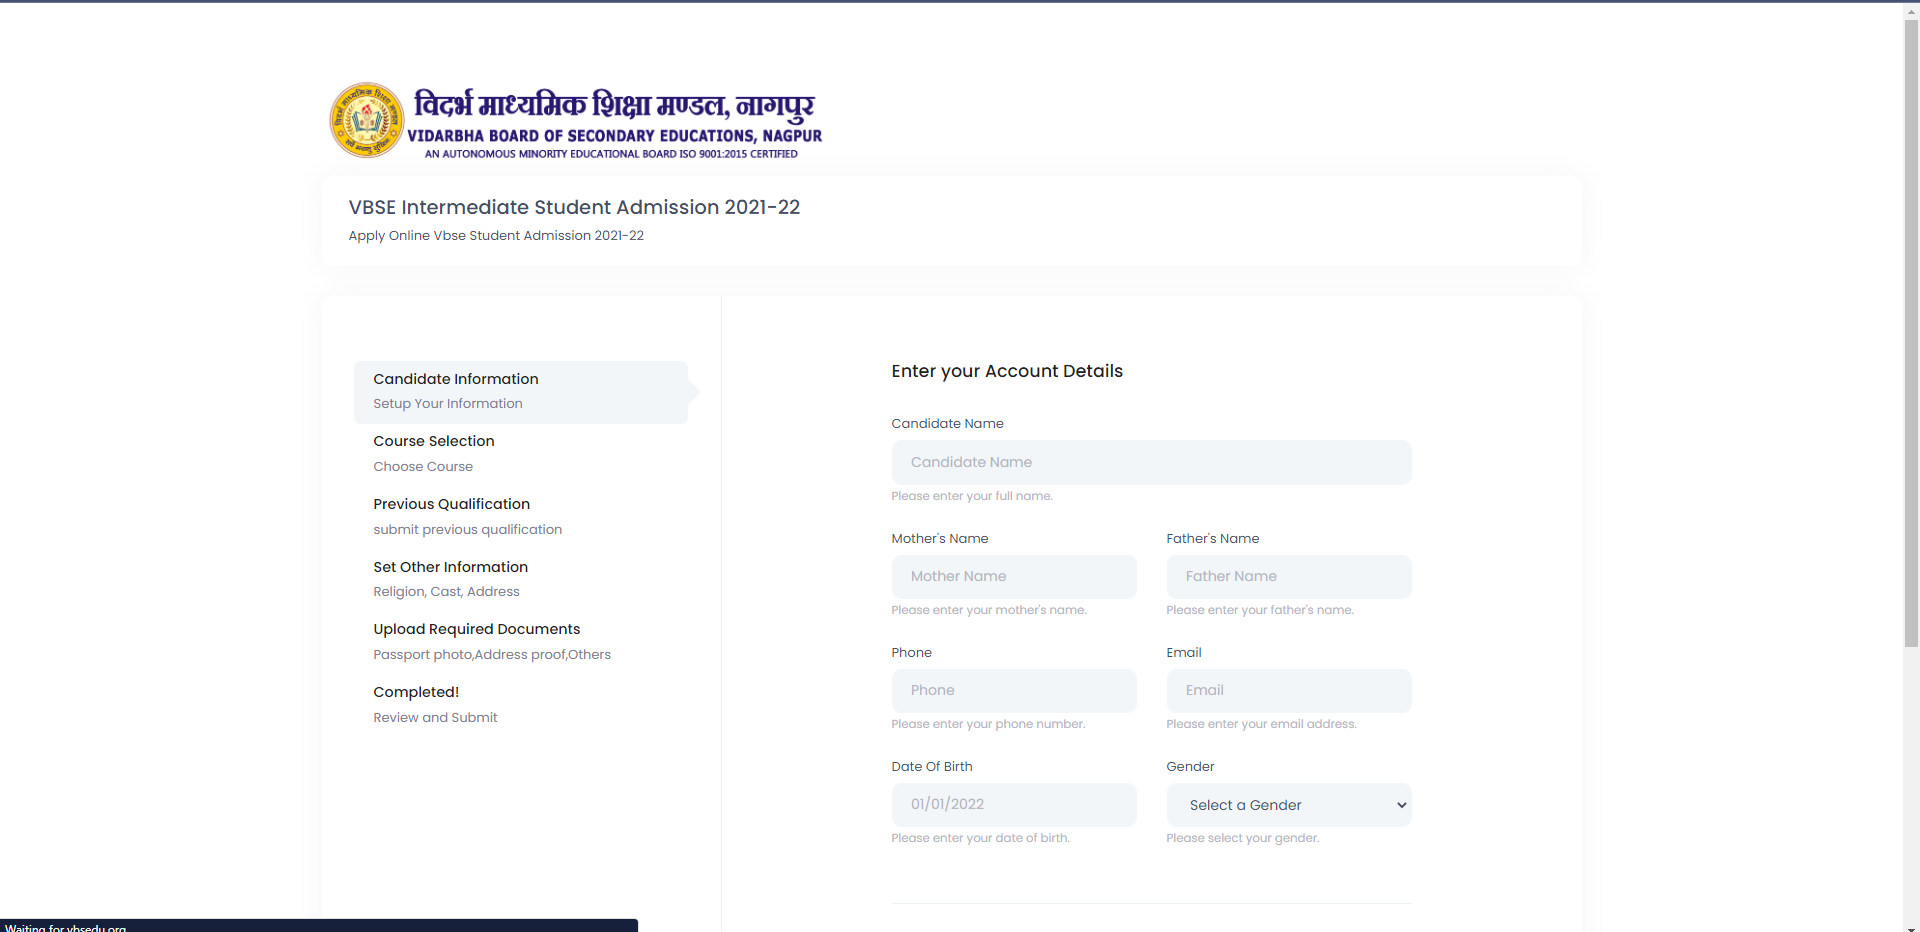 विदर्भ माध्यमिक शिक्षा मण्डल, नागपुर
VIDARBHA BOARD OF SECONDARY EDUCATIONS, NAGPUR
AN AUTONOMOUS MINORITY EDUCATIONAL BOARD ISO 9001:2015 CERTIFIED
VBSE Intermediate Student Admission 2021-22
Apply Online Vbse Student Admission 2021-22
Candidate Information
Setup Your Information
Course Selection
Choose Course
Previous Qualification
submit previous qualification
Set Other Information
Religion, Cast, Address
Upload Required Documents
Passport photo,Address proof,Others
Completed!
Review and Submit
Enter your Account Details
Candidate Name
Candidate Name
Please enter your full name.
Mother's Name Father's Name
Mother Name Father Name
Please enter your mother's name. Please enter your father's name.
Phone Email
Phone Email
Please enter your phone number. Please enter your email address.
Date Of Birth Gender
01/01/2022 Select a Gender
Please enter your date of birth. Please select your gender.
Waiting for vbsedu.org